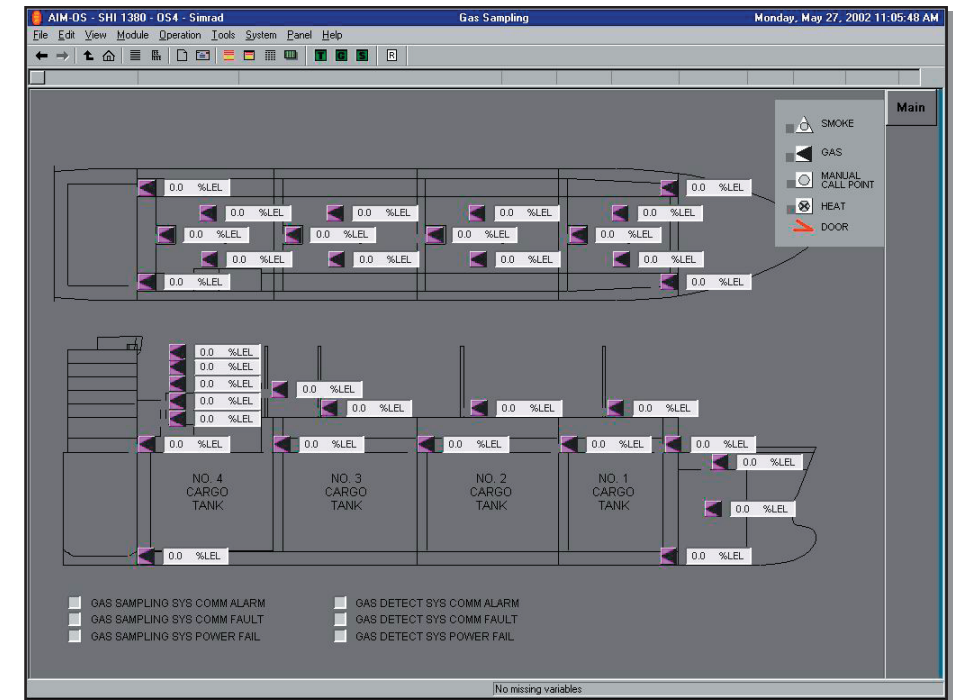 AIM-OS - SHI 1380 - OS4 - Simrad Gas Sampling Monday, May 27, 2002 11:05:48 AM
File Edit View Module Operation Tools System Panel Help
T G S R
Main
SMOKE
GAS
MANUAL
CALL POINT
HEAT
DOOR
0.0 %LEL 0.0 %LEL
0.0 %LEL 0.0 %LEL 0.0 %LEL 0.0 %LEL
0.0 %LEL 0.0 %LEL 0.0 %LEL 0.0 %LEL
0.0 %LEL 0.0 %LEL 0.0 %LEL 0.0 %LEL
0.0 %LEL 0.0 %LEL
0.0 %LEL
0.0 %LEL
0.0 %LEL
0.0 %LEL
0.0 %LEL
0.0 %LEL
0.0 %LEL 0.0 %LEL 0.0 %LEL
0.0 %LEL 0.0 %LEL 0.0 %LEL 0.0 %LEL 0.0 %LEL
0.0 %LEL
NO. 4
CARGO
TANK
NO. 3
CARGO
TANK
NO. 2
CARGO
TANK
NO. 1
CARGO
TANK
0.0 %LEL
0.0 %LEL 0.0 %LEL
GAS SAMPLING SYS COMM ALARM GAS DETECT SYS COMM ALARM
GAS SAMPLING SYS COMM FAULT GAS DETECT SYS COMM FAULT
GAS SAMPLING SYS POWER FAIL GAS DETECT SYS POWER FAIL
No missing variables